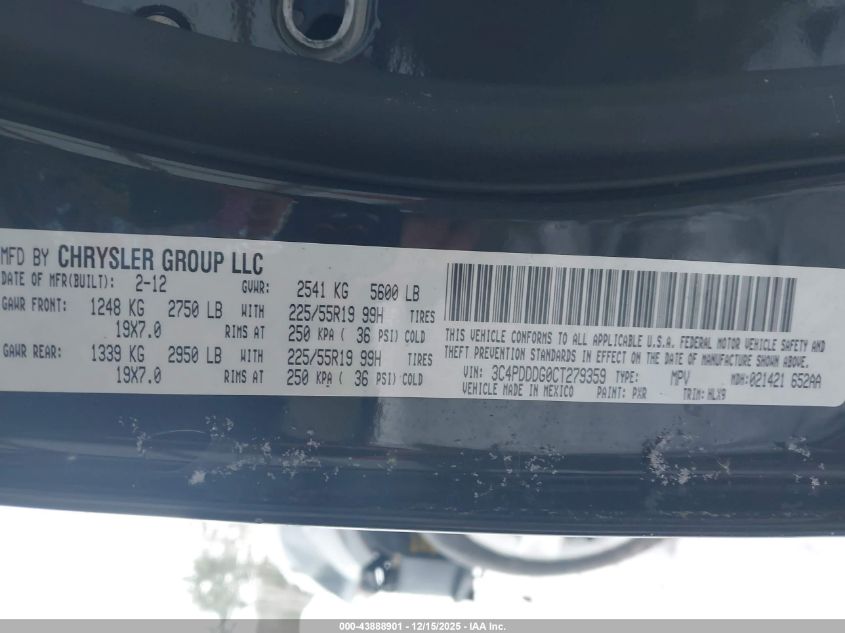 MFD BY CHRYSLER GROUP LLC
DATE OF MFR(BUILT): 2-12 GVWR: 2541 KG 5600 LB
GAWR FRONT: 1248 KG 2750 LB WITH 225/55R19 99H TIRES
19X7.0 RIMS AT 250 KPA ( 36 PSI) COLD
GAWR REAR: 1339 KG 2950 LB WITH 225/55R19 99H TIRES
19X7.0 RIMS AT 250 KPA ( 36 PSI) COLD
THIS VEHICLE CONFORMS TO ALL APPLICABLE U.S.A. FEDERAL MOTOR VEHICLE SAFETY AND
THEFT PREVENTION STANDARDS IN EFFECT ON THE DATE OF MANUFACTURE SHOWN ABOVE.
VIN: 3C4PDDDG0CT279359 TYPE: MPV MDH: 021421 652AA
VEHICLE MADE IN MEXICO PAINT: PXR TRIM: HLX9
000-43888901 - 12/15/2025 - IAA Inc.